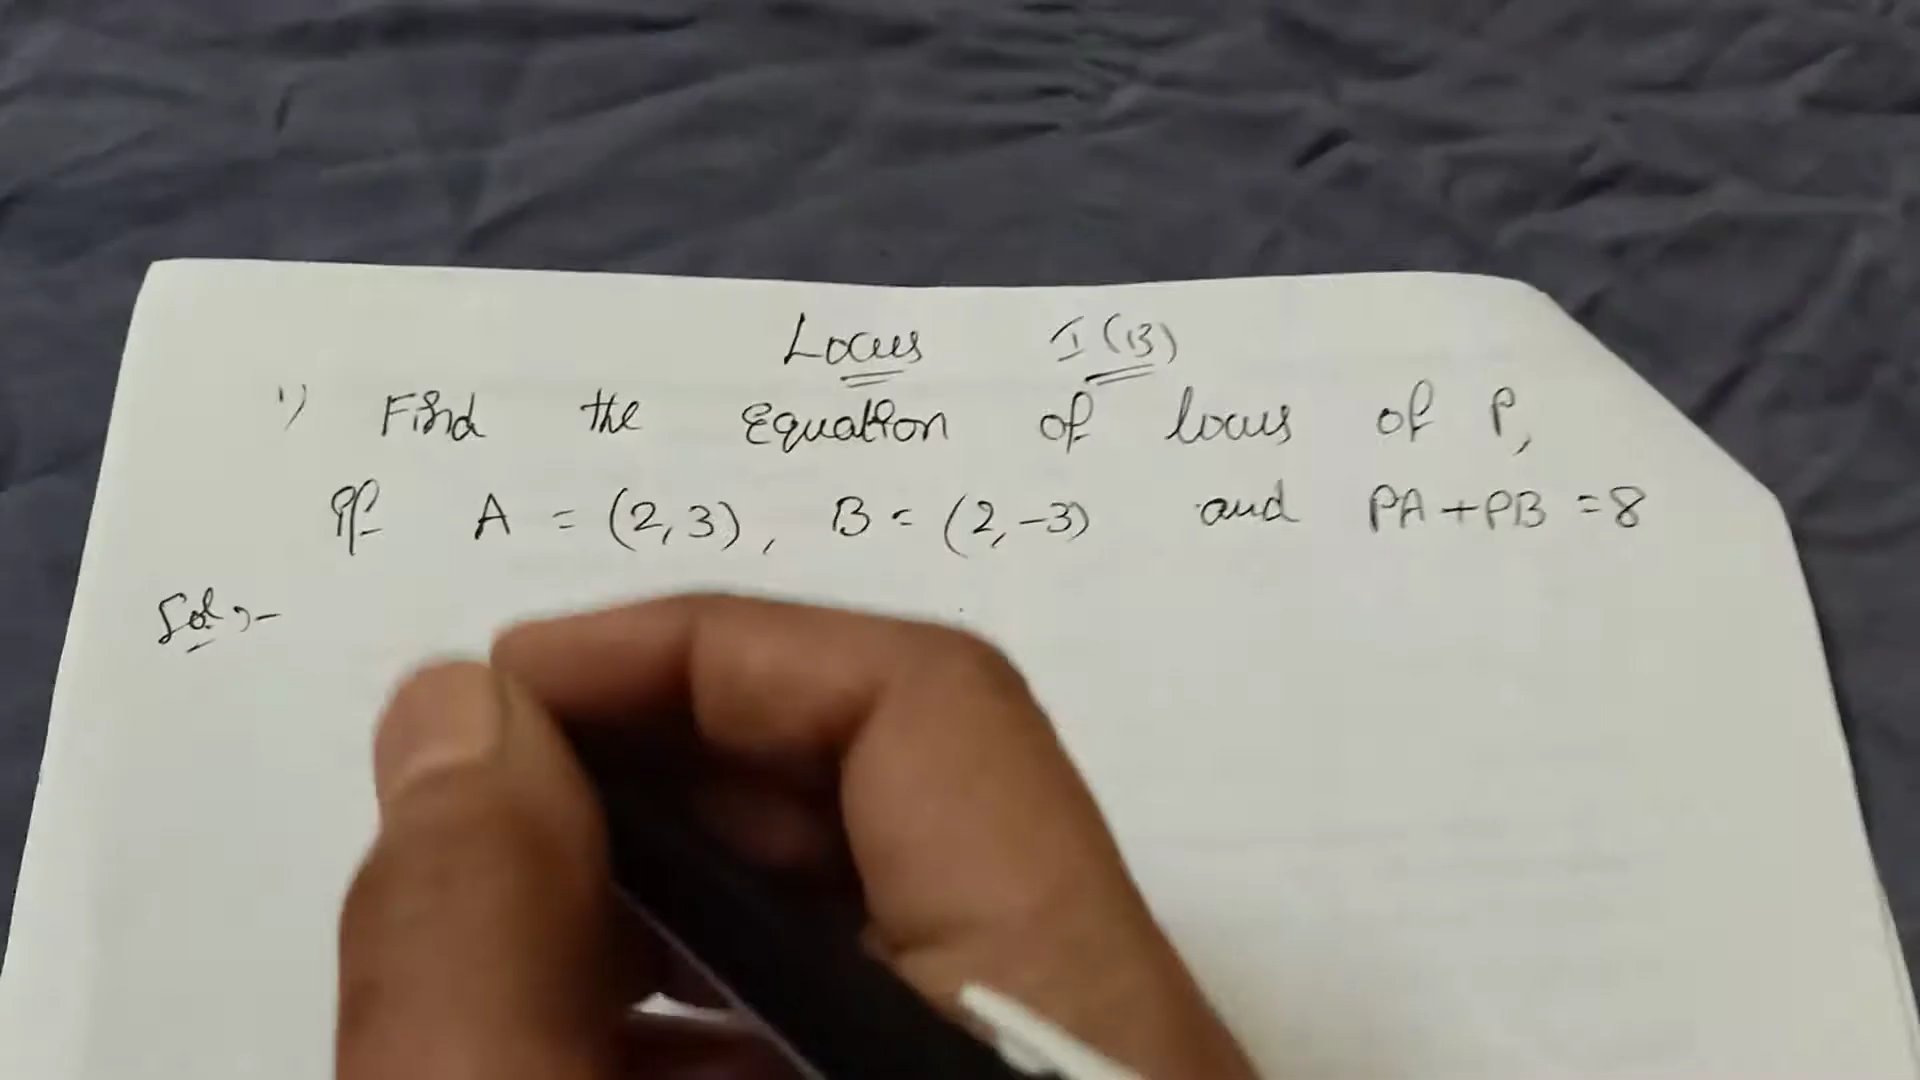 Locus I(B)
1) Find the Equation of locus of P,
if A = (2,3), B = (2,-3) and PA+PB = 8
Sol:-